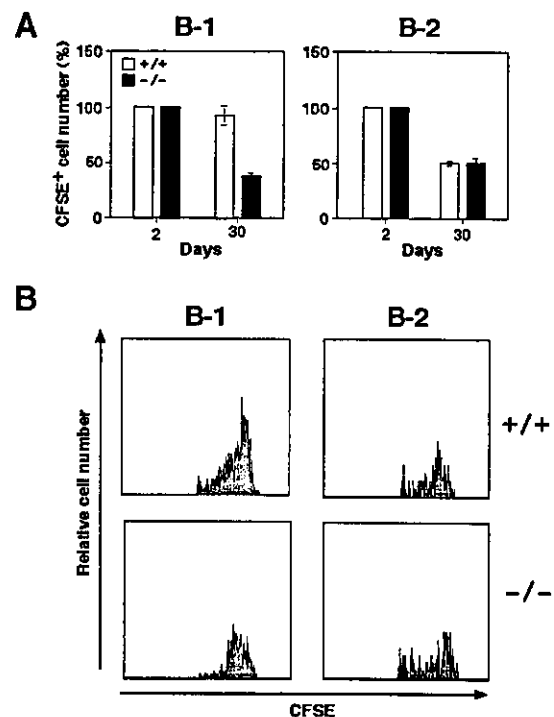 A
B-1
B-2
CFSE+ cell number (%)
150
100
50
0
+/+
-/-
2
30
Days
150
100
50
0
2
30
Days
B
B-1
B-2
Relative cell number
+/+
-/-
CFSE